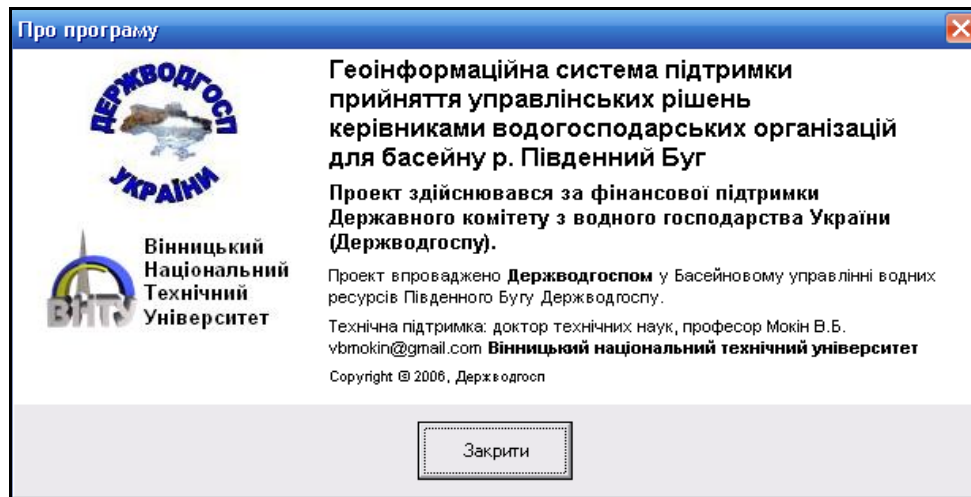 Про програму
ДЕРЖВОДГОСП
УКРАЇНИ
Геоінформаційна система підтримки
прийняття управлінських рішень
керівниками водогосподарських організацій
для басейну р. Південний Буг
Проект здійснювався за фінансової підтримки
Державного комітету з водного господарства України
(Держводгоспу).
ВНТУ
Вінницький
Національний
Технічний
Університет
Проект впроваджено Держводгоспом у Басейновому управлінні водних
ресурсів Південного Бугу Держводгоспу.
Технічна підтримка: доктор технічних наук, професор Мокін В.Б.
vbmokin@gmail.com Вінницький національний технічний університет
Copyright © 2006, Держводгосп
Закрити